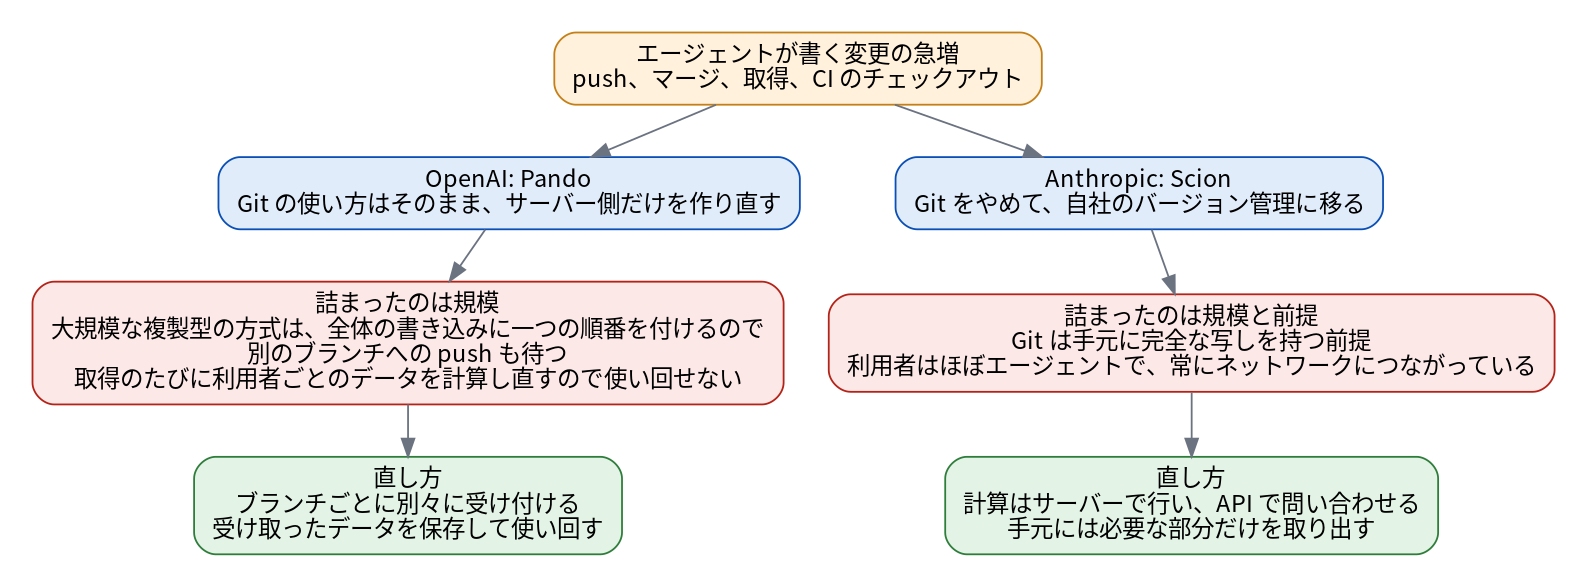 エージェントが書く変更の急増
push、マージ、取得、CI のチェックアウト
OpenAI: Pando
Git の使い方はそのまま、サーバー側だけを作り直す
Anthropic: Scion
Git をやめて、自社のバージョン管理に移る
詰まったのは規模
大規模な複製型の方式は、全体の書き込みに一つの順番を付けるので
別のブランチへの push も待つ
取得のたびに利用者ごとのデータを計算し直すので使い回せない
詰まったのは規模と前提
Git は手元に完全な写しを持つ前提
利用者はほぼエージェントで、常にネットワークにつながっている
直し方
ブランチごとに別々に受け付ける
受け取ったデータを保存して使い回す
直し方
計算はサーバーで行い、API で問い合わせる
手元には必要な部分だけを取り出す